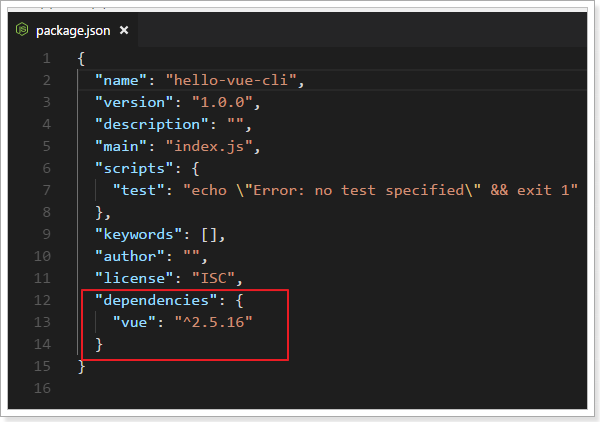 package.json ×
1 {
2 "name": "hello-vue-cli",
3 "version": "1.0.0",
4 "description": "",
5 "main": "index.js",
6 "scripts": {
7 "test": "echo \"Error: no test specified\" && exit 1"
8 },
9 "keywords": [],
10 "author": "",
11 "license": "ISC",
12 "dependencies": {
13 "vue": "^2.5.16"
14 }
15 }
16